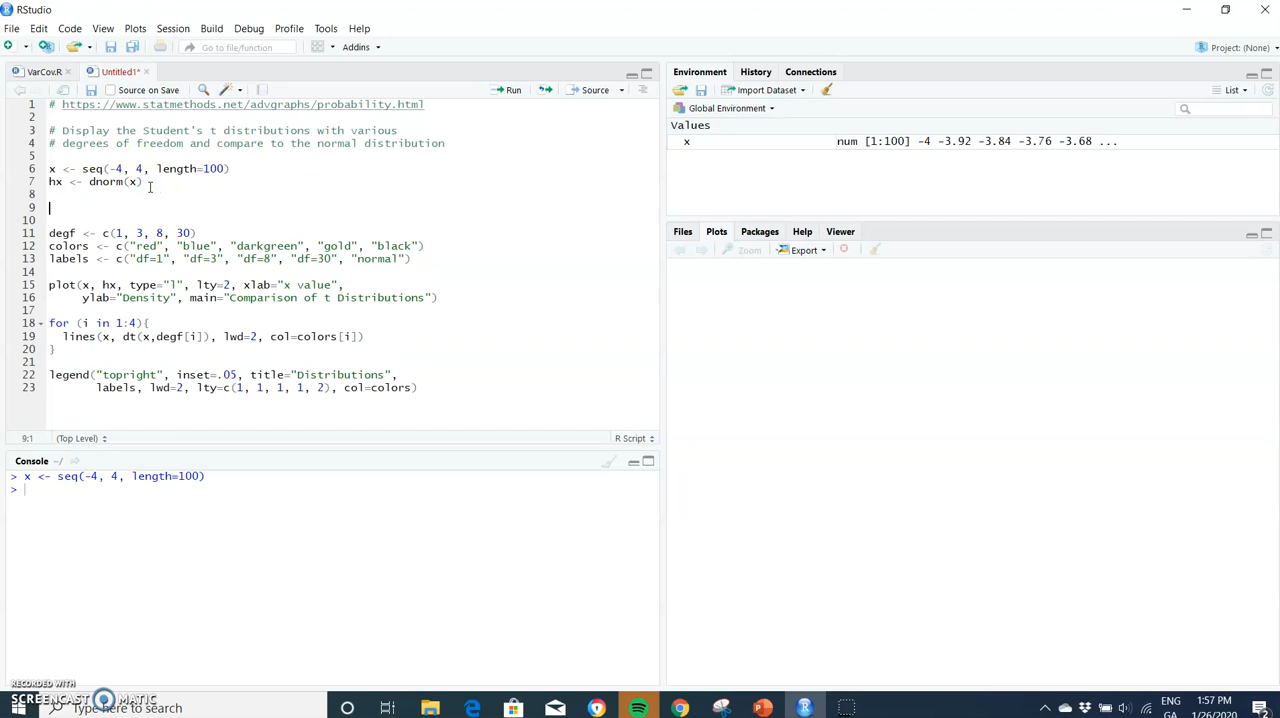 RStudio
File Edit Code View Plots Session Build Debug Profile Tools Help
Go to file/function Addins Project: (None)
VarCov.R Untitled1*
Source on Save Run Source
1 # https://www.statmethods.net/advgraphs/probability.html
2
3 # Display the Student's t distributions with various
4 # degrees of freedom and compare to the normal distribution
5
6 x <- seq(-4, 4, length=100)
7 hx <- dnorm(x)
8
9
10
11 degf <- c(1, 3, 8, 30)
12 colors <- c("red", "blue", "darkgreen", "gold", "black")
13 labels <- c("df=1", "df=3", "df=8", "df=30", "normal")
14
15 plot(x, hx, type="l", lty=2, xlab="x value",
16 ylab="Density", main="Comparison of t Distributions")
17
18 for (i in 1:4){
19 lines(x, dt(x,degf[i]), lwd=2, col=colors[i])
20 }
21
22 legend("topright", inset=.05, title="Distributions",
23 labels, lwd=2, lty=c(1, 1, 1, 1, 2), col=colors)
9:1 (Top Level) R Script
Console ~/
> x <- seq(-4, 4, length=100)
>
Environment History Connections
Import Dataset List
Global Environment
Values
x num [1:100] -4 -3.92 -3.84 -3.76 -3.68 ...
Files Plots Packages Help Viewer
Zoom Export
RECORDED WITH
SCREENCAST MATIC
Type here to search
ENG 1:57 PM
GA 1/26/2020 2